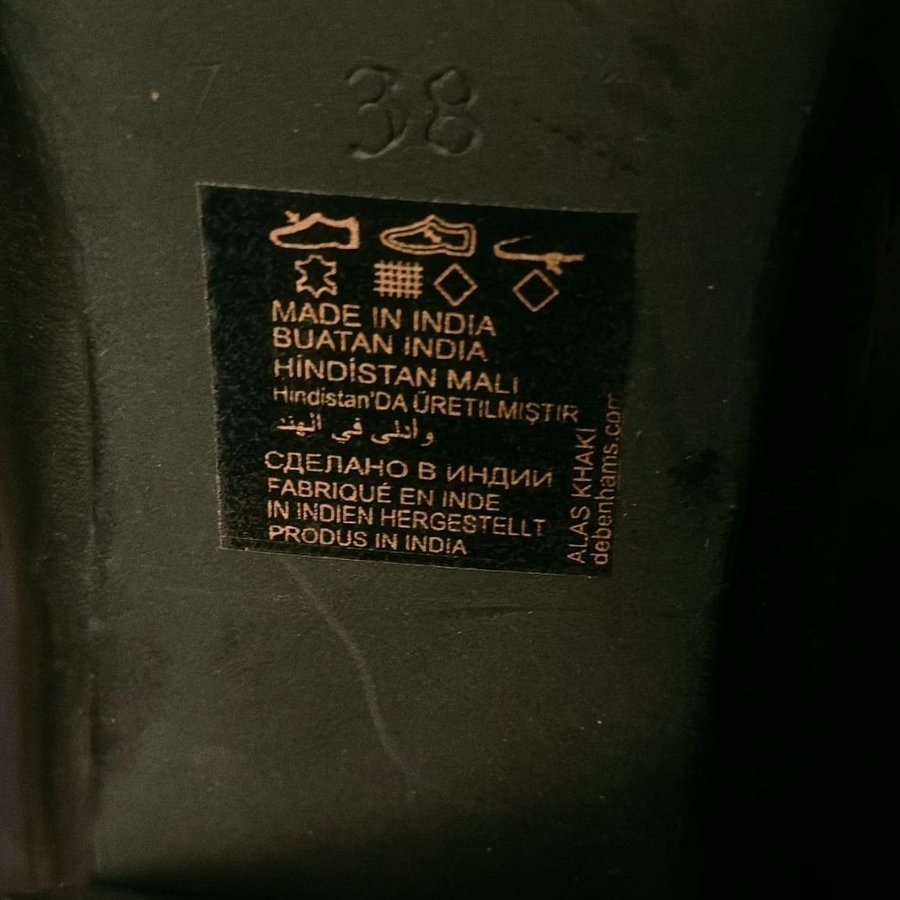 38
MADE IN INDIA
BUATAN INDIA
HİNDİSTAN MALI
Hindistan'DA ÜRETILMIŞTIR
في الهند
СДЕЛАНО В ИНДИИ
FABRIQUÉ EN INDE
IN INDIEN HERGESTELLT
PRODUS IN INDIA
ALAS KHAKI
debenhams.com